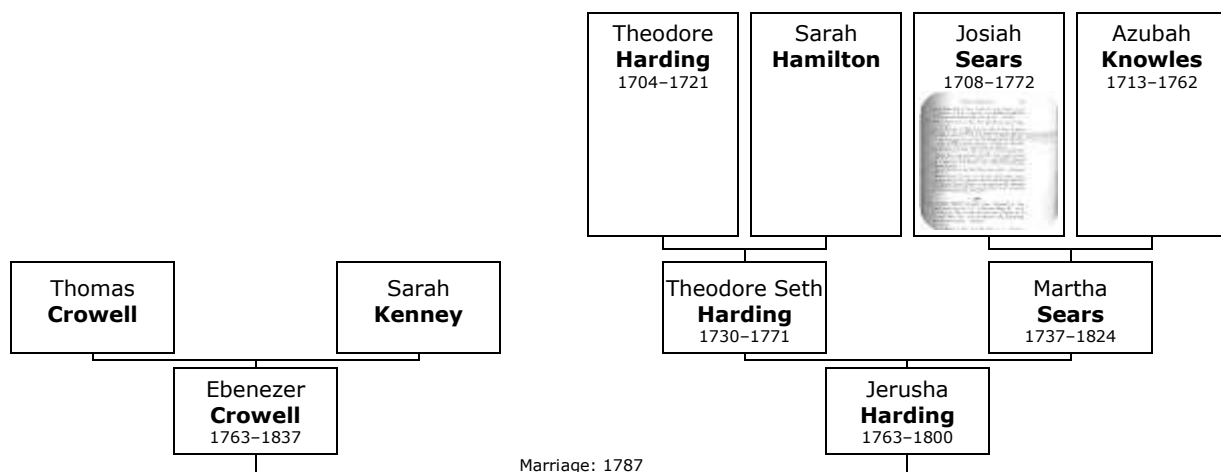 Theodore
Harding
1704–1721
Sarah
Hamilton
Josiah
Sears
1708–1772
Azubah
Knowles
1713–1762
Thomas
Crowell
Sarah
Kenney
Theodore Seth
Harding
1730–1771
Martha
Sears
1737–1824
Ebenezer
Crowell
1763–1837
Jerusha
Harding
1763–1800
Marriage: 1787